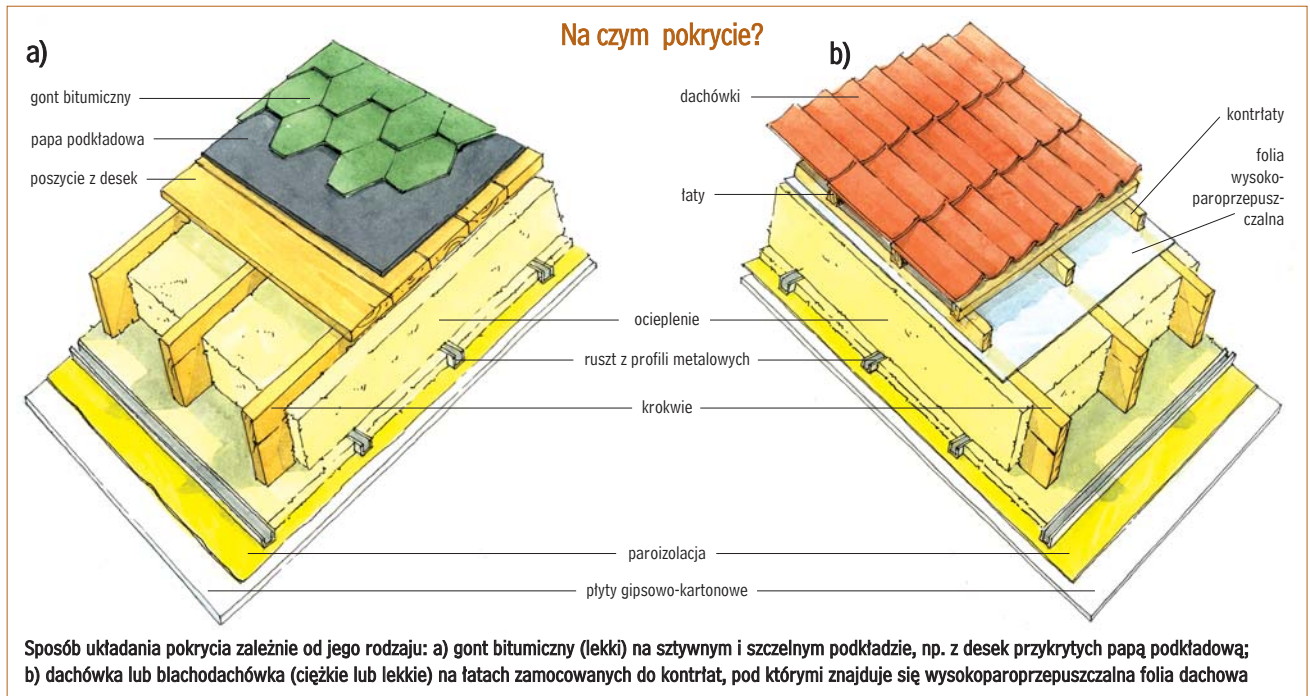 Na czym pokrycie?
a)
gont bitumiczny
papa podkładowa
poszycie z desek
b)
dachówki
łaty
kontrłaty
folia
wysoko-
paroprzepusz-
czalna
ocieplenie
ruszt z profili metalowych
krokwie
paroizolacja
płyty gipsowo-kartonowe
Sposób układania pokrycia zależnie od jego rodzaju: a) gont bitumiczny (lekki) na sztywnym i szczelnym podkładzie, np. z desek przykrytych papą podkładową;
b) dachówka lub blachodachówka (ciężkie lub lekkie) na łatach zamocowanych do kontrłat, pod którymi znajduje się wysokoparoprzepuszczalna folia dachowa